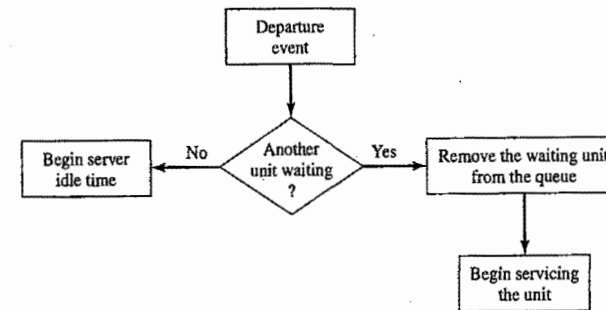 Departure
event
No
Another
unit waiting
?
Yes
Begin server
idle time
Remove the waiting unit
from the queue
Begin servicing
the unit